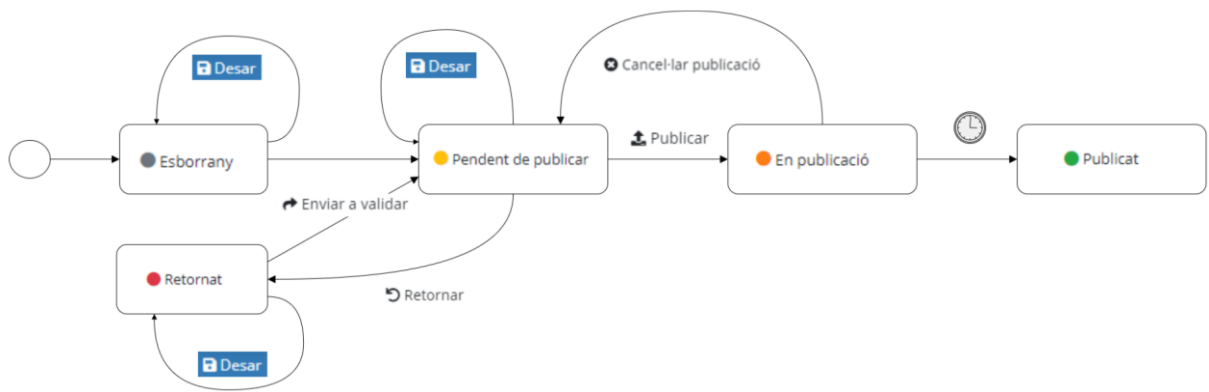 Desar
Desar
Cancel·lar publicació
Publicar
Esborrany
Pendent de publicar
En publicació
Publicat
Enviar a validar
Retornat
Retornar
Desar